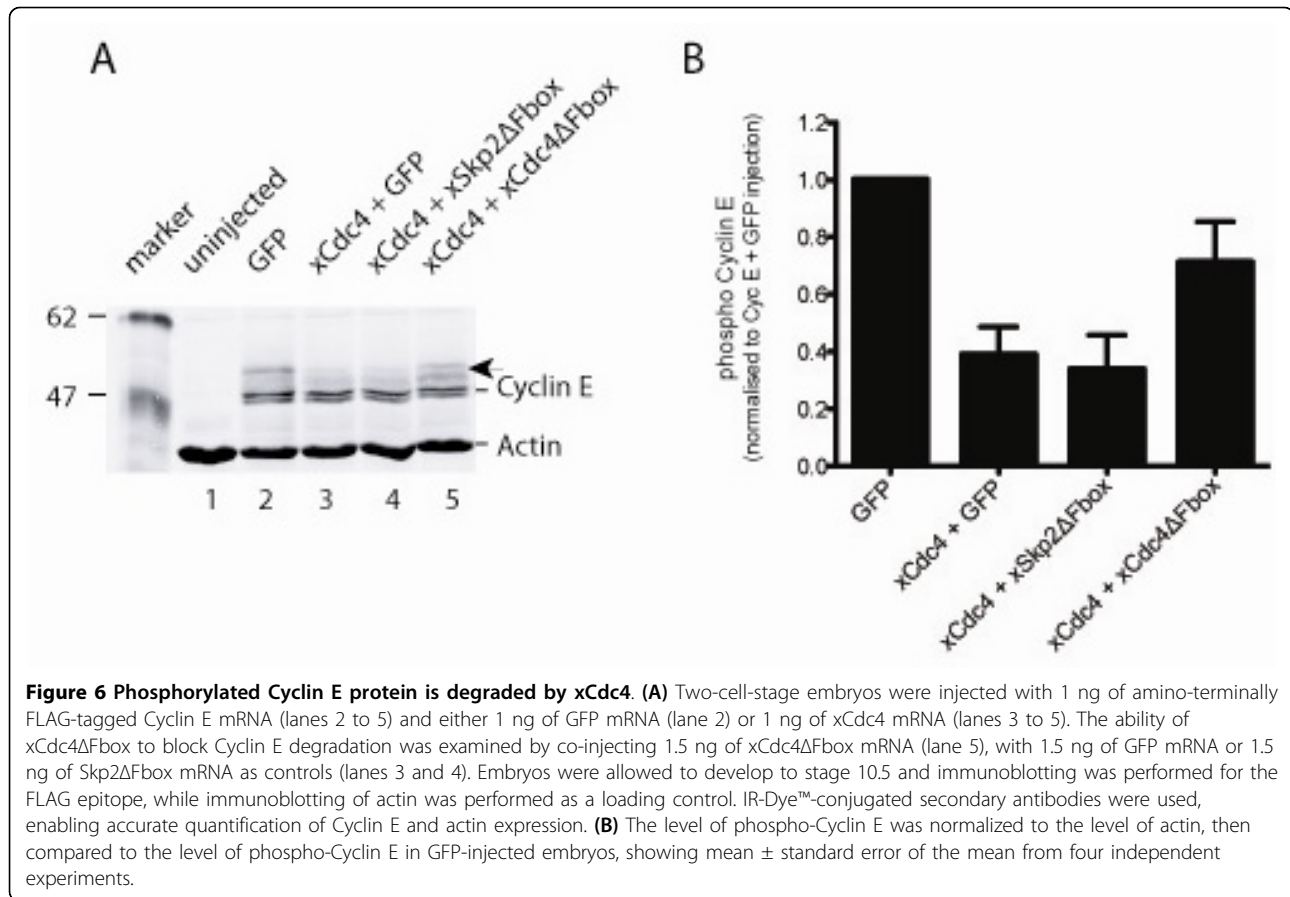 A
marker
uninjected
GFP
xCdc4 + GFP
xCdc4 + xSkp2ΔFbox
xCdc4 + xCdc4ΔFbox
62
47
Cyclin E
Actin
1 2 3 4 5
B
phospho Cyclin E
(normalised to Cyc E + GFP injection)
1.2
1.0
0.8
0.6
0.4
0.2
0.0
GFP
xCdc4 + GFP
xCdc4 + xSkp2ΔFbox
xCdc4 + xCdc4ΔFbox
Figure 6 Phosphorylated Cyclin E protein is degraded by xCdc4. (A) Two-cell-stage embryos were injected with 1 ng of amino-terminally
FLAG-tagged Cyclin E mRNA (lanes 2 to 5) and either 1 ng of GFP mRNA (lane 2) or 1 ng of xCdc4 mRNA (lanes 3 to 5). The ability of
xCdc4ΔFbox to block Cyclin E degradation was examined by co-injecting 1.5 ng of xCdc4ΔFbox mRNA (lane 5), with 1.5 ng of GFP mRNA or 1.5
ng of Skp2ΔFbox mRNA as controls (lanes 3 and 4). Embryos were allowed to develop to stage 10.5 and immunoblotting was performed for the
FLAG epitope, while immunoblotting of actin was performed as a loading control. IR-Dye™-conjugated secondary antibodies were used,
enabling accurate quantification of Cyclin E and actin expression. (B) The level of phospho-Cyclin E was normalized to the level of actin, then
compared to the level of phospho-Cyclin E in GFP-injected embryos, showing mean ± standard error of the mean from four independent
experiments.